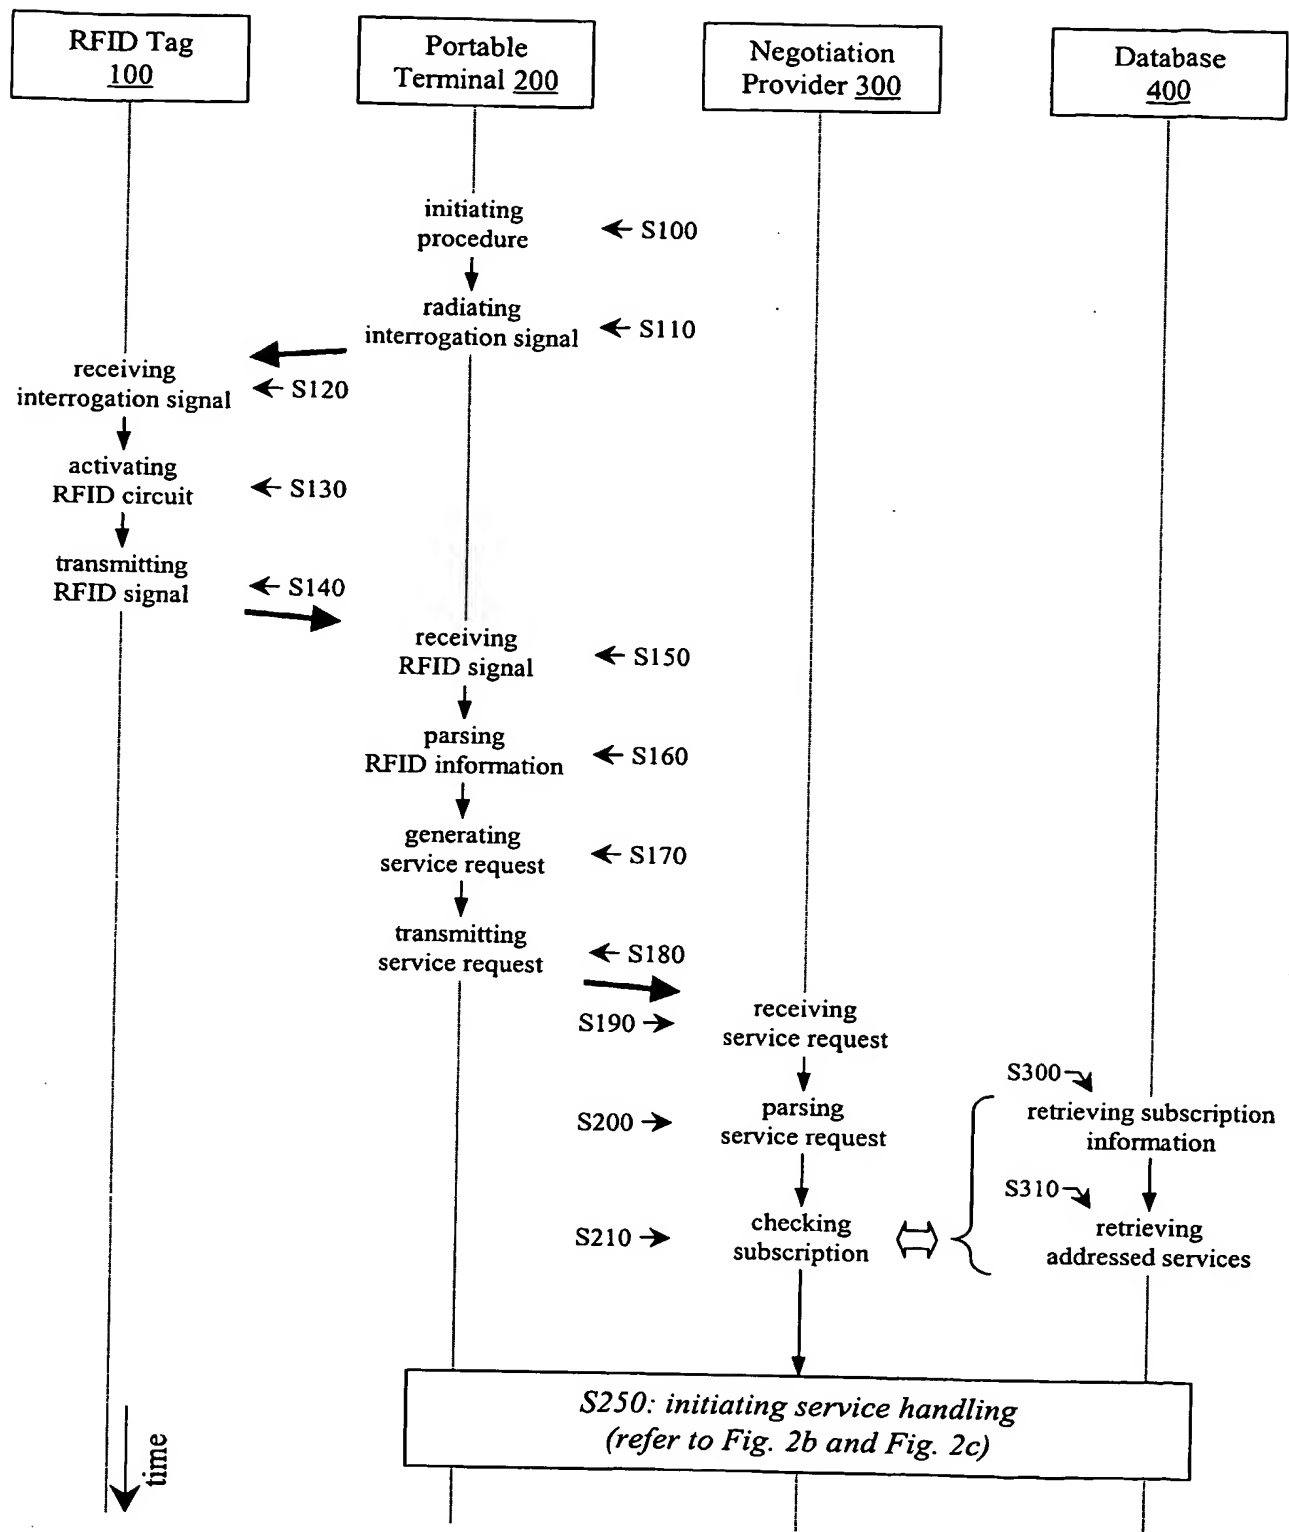 RFID Tag
100
Portable
Terminal 200
Negotiation
Provider 300
Database
400
initiating
procedure
S100
radiating
interrogation signal
S110
receiving
interrogation signal
S120
activating
RFID circuit
S130
transmitting
RFID signal
S140
receiving
RFID signal
S150
parsing
RFID information
S160
generating
service request
S170
transmitting
service request
S180
S190
receiving
service request
S200
parsing
service request
S210
checking
subscription
S300
retrieving subscription
information
S310
retrieving
addressed services
S250: initiating service handling
(refer to Fig. 2b and Fig. 2c)
time